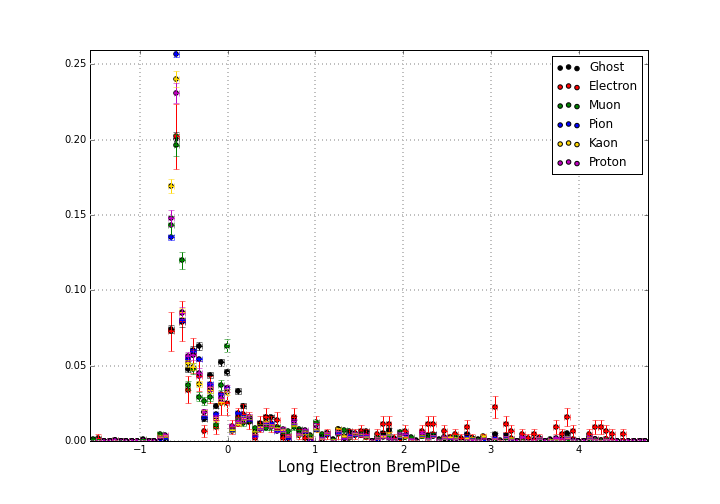 0.25
0.20
0.15
0.10
0.05
0.00
−1
0
1
2
3
4
Long Electron BremPIDe
Ghost
Electron
Muon
Pion
Kaon
Proton